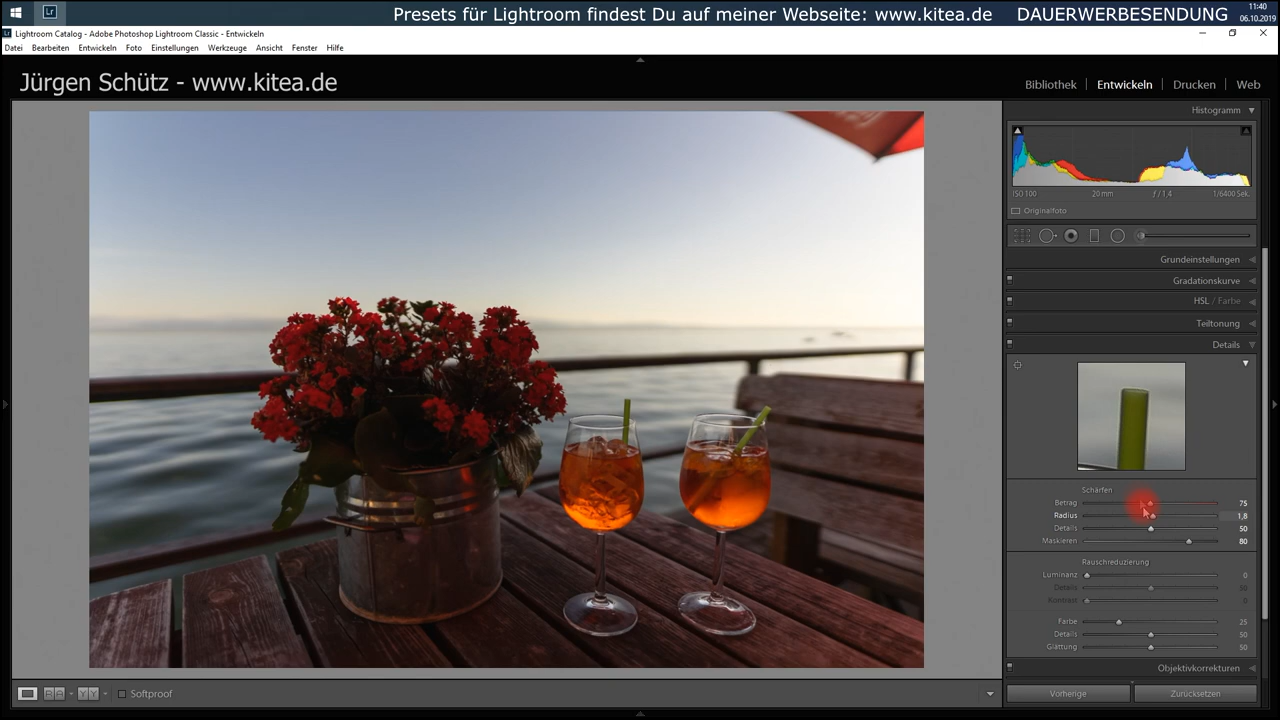 Presets für Lightroom findest Du auf meiner Webseite: www.kitea.de DAUERWERBESENDUNG
11:40
06.10.2019
Lr
Lr Lightroom Catalog - Adobe Photoshop Lightroom Classic - Entwickeln
Datei Bearbeiten Entwickeln Foto Einstellungen Werkzeuge Ansicht Fenster Hilfe
Jürgen Schütz - www.kitea.de
Bibliothek | Entwickeln | Drucken | Web
Histogramm
ISO 100 20 mm ƒ / 1,4 1/6400 Sek.
Originalfoto
Grundeinstellungen
Gradationskurve
HSL / Farbe
Teiltonung
Details
Schärfen
Betrag 75
Radius 1,8
Details 50
Maskieren 80
Rauschreduzierung
Luminanz 0
Details 50
Kontrast 0
Farbe 25
Details 50
Glättung 50
Objektivkorrekturen
Softproof
Vorherige Zurücksetzen